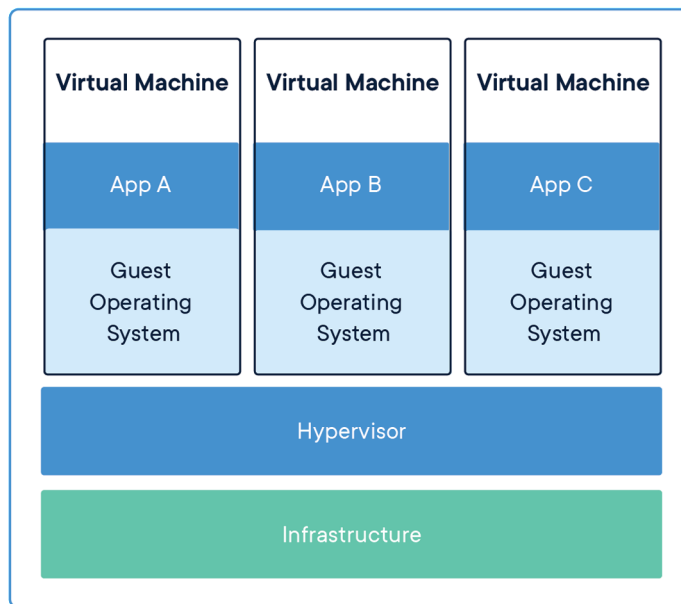 Virtual Machine
Virtual Machine
Virtual Machine
App A
App B
App C
Guest
Operating
System
Guest
Operating
System
Guest
Operating
System
Hypervisor
Infrastructure